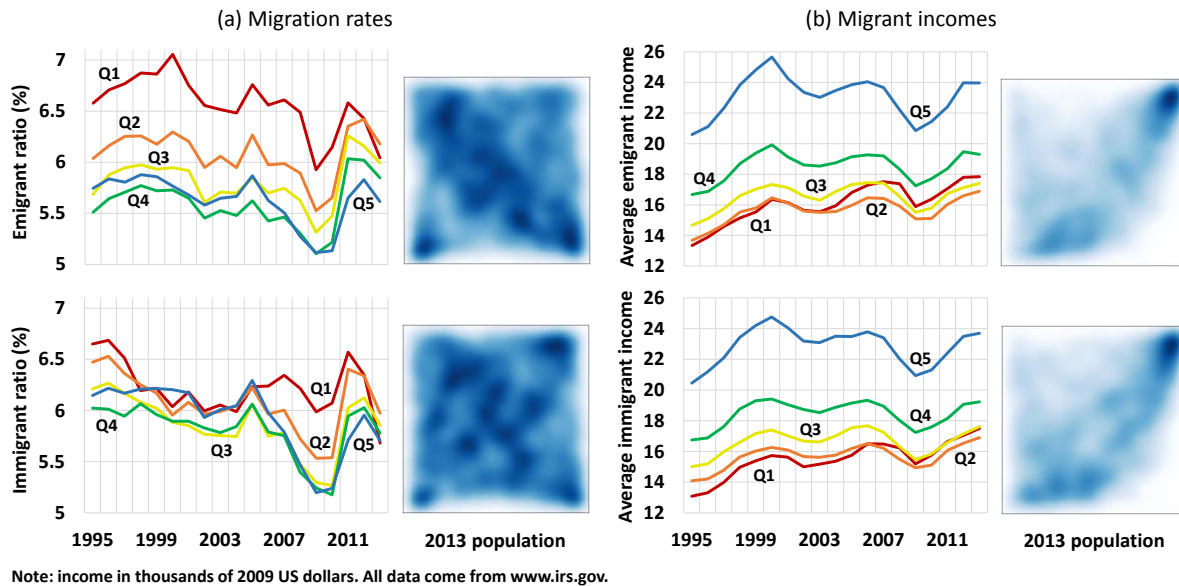 (a) Migration rates
(b) Migrant incomes
Emigrant ratio (%)
7
6.5
6
5.5
5
Q1
Q2
Q3
Q4
Q5
Average emigrant income
26
24
22
20
18
16
14
12
Q5
Q4
Q3
Q2
Q1
Immigrant ratio (%)
7
6.5
6
5.5
5
Q4
Q3
Q1
Q2
Q5
1995 1999 2003 2007 2011
2013 population
Average immigrant income
26
24
22
20
18
16
14
12
Q5
Q4
Q3
Q2
Q1
1995 1999 2003 2007 2011
2013 population
Note: income in thousands of 2009 US dollars. All data come from www.irs.gov.